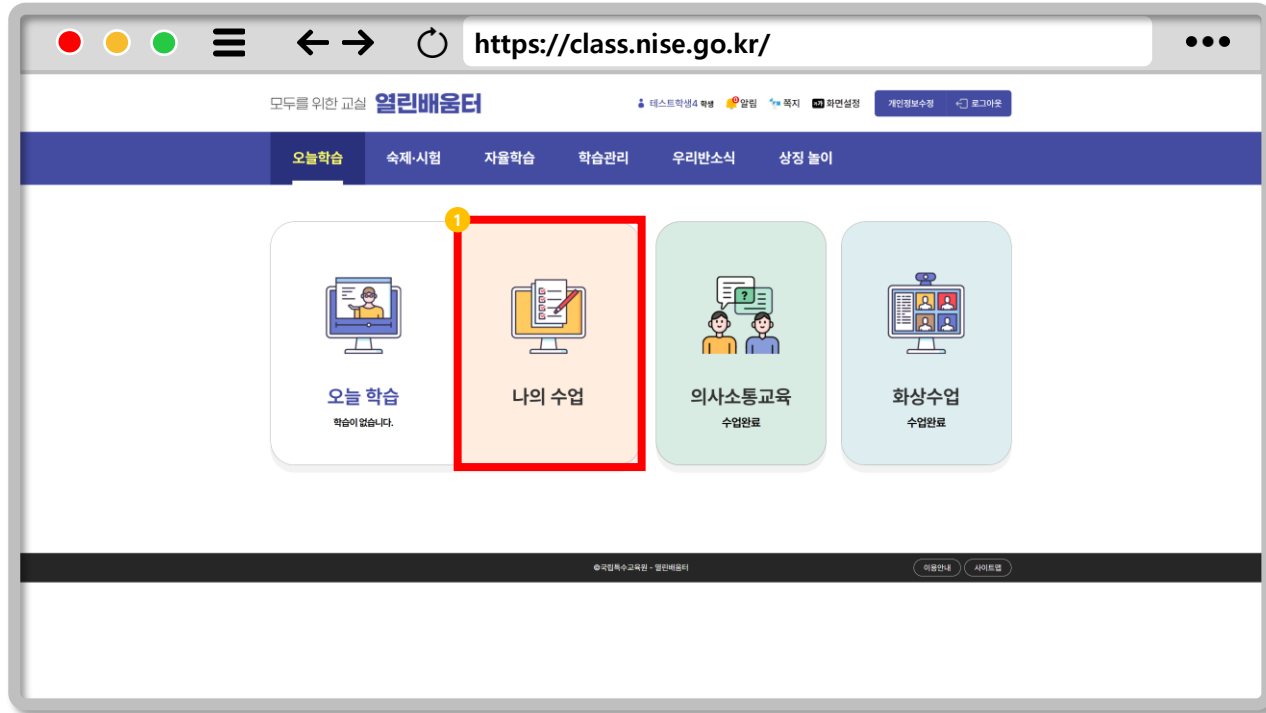 https://class.nise.go.kr/
모두를 위한 교실 열린배움터
테스트학생4 학생 알림 쪽지 화면설정 개인정보수정 로그아웃
오늘학습 숙제·시험 자율학습 학습관리 우리반소식 상징 놀이
1
오늘 학습
학습이 없습니다.
나의 수업
?
의사소통교육
수업완료
화상수업
수업완료
©국립특수교육원 - 열린배움터
이용안내 사이트맵